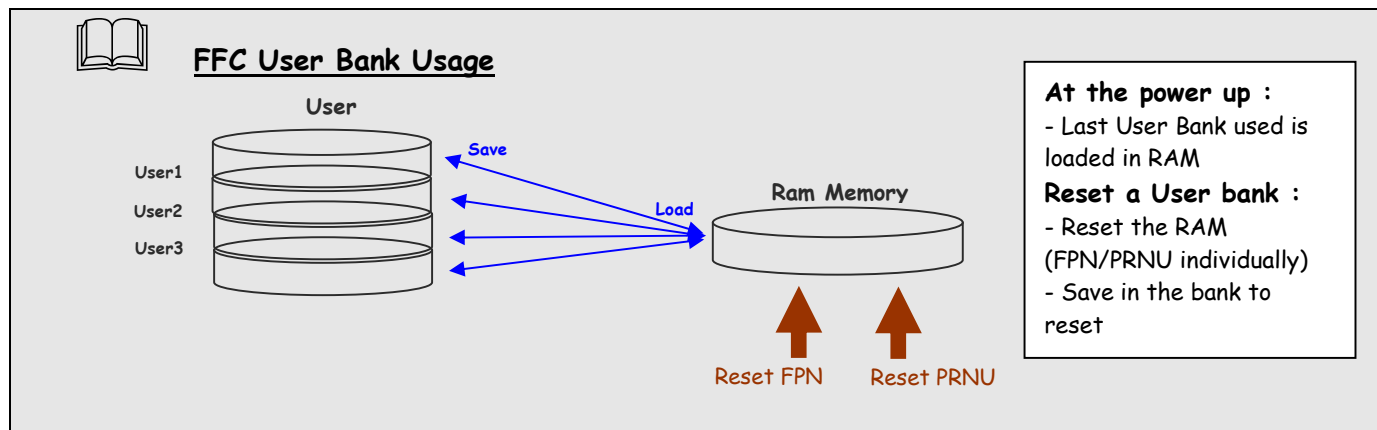 FFC User Bank Usage
User
User1
User2
User3
Save
Load
Ram Memory
Reset FPN
Reset PRNU
At the power up :
- Last User Bank used is
loaded in RAM
Reset a User bank :
- Reset the RAM
(FPN/PRNU individually)
- Save in the bank to
reset